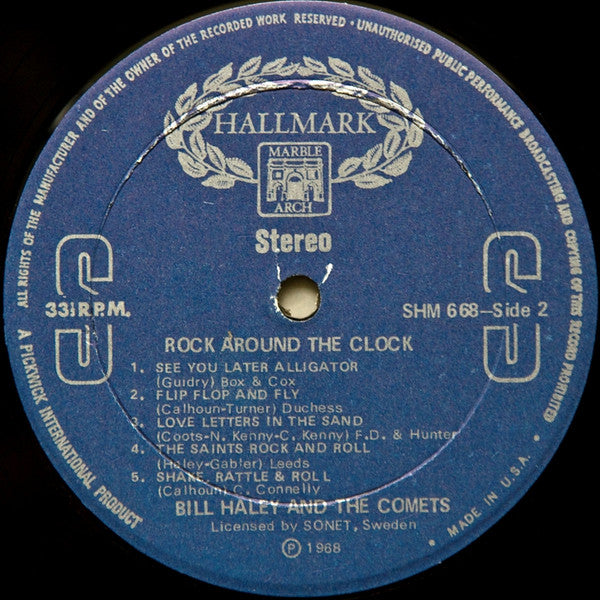 ALL RIGHTS OF THE MANUFACTURER AND OF THE OWNER OF THE RECORDED WORK RESERVED • UNAUTHORISED PUBLIC PERFORMANCE BROADCASTING AND COPYING OF THIS RECORD PROHIBITED
HALLMARK
MARBLE
ARCH
Stereo
33⅓ R.P.M.
SHM 668–Side 2
ROCK AROUND THE CLOCK
1. SEE YOU LATER ALLIGATOR
(Guidry) Box & Cox
2. FLIP FLOP AND FLY
(Calhoun-Turner) Duchess
3. LOVE LETTERS IN THE SAND
(Coots-N. Kenny-C. Kenny) F.D. & Hunter
4. THE SAINTS ROCK AND ROLL
(Haley-Gabler) Leeds
5. SHAKE, RATTLE & ROLL
(Calhoun) C. Connelly
BILL HALEY AND THE COMETS
Licensed by SONET, Sweden
Ⓟ 1968
A PICKWICK INTERNATIONAL PRODUCT
• MADE IN U.S.A. •